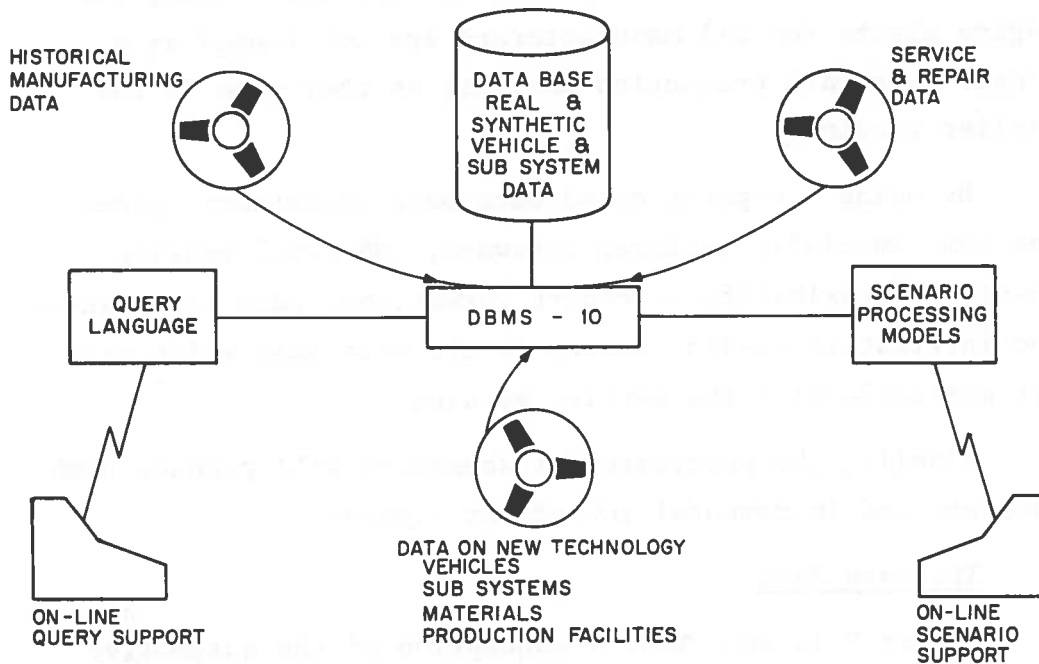 HISTORICAL
MANUFACTURING
DATA
DATA BASE
REAL &
SYNTHETIC
VEHICLE &
SUB SYSTEM
DATA
SERVICE
& REPAIR
DATA
QUERY
LANGUAGE
DBMS - 10
SCENARIO
PROCESSING
MODELS
DATA ON NEW TECHNOLOGY
VEHICLES
SUB SYSTEMS
MATERIALS
PRODUCTION FACILITIES
ON-LINE
QUERY SUPPORT
ON-LINE
SCENARIO
SUPPORT